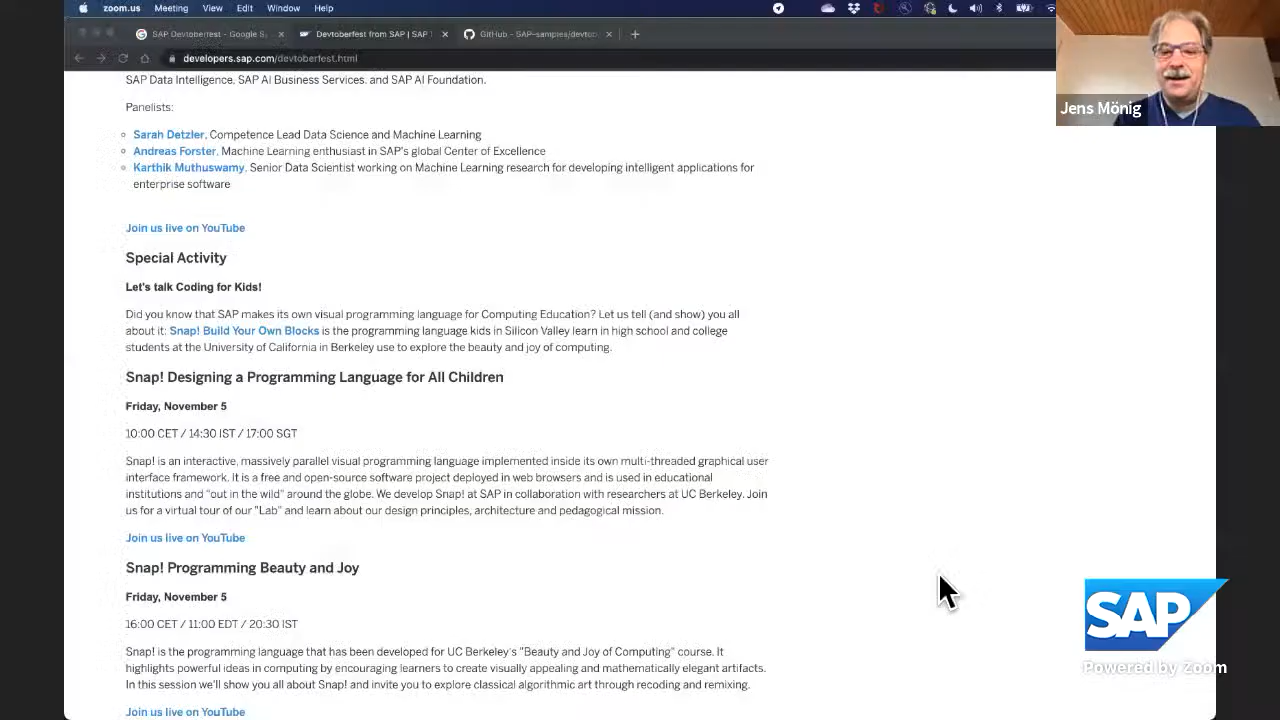 zoom.us Meeting View Edit Window Help
SAP Devtoberfest - Google S
Devtoberfest from SAP | SAP
GitHub - SAP-samples/devtob
developers.sap.com/devtoberfest.html
SAP Data Intelligence, SAP AI Business Services, and SAP AI Foundation.
Panelists:
Sarah Detzler, Competence Lead Data Science and Machine Learning
Andreas Forster, Machine Learning enthusiast in SAP's global Center of Excellence
Karthik Muthuswamy, Senior Data Scientist working on Machine Learning research for developing intelligent applications for
enterprise software
Join us live on YouTube
Special Activity
Let's talk Coding for Kids!
Did you know that SAP makes its own visual programming language for Computing Education? Let us tell (and show) you all
about it: Snap! Build Your Own Blocks is the programming language kids in Silicon Valley learn in high school and college
students at the University of California in Berkeley use to explore the beauty and joy of computing.
Snap! Designing a Programming Language for All Children
Friday, November 5
10:00 CET / 14:30 IST / 17:00 SGT
Snap! is an interactive, massively parallel visual programming language implemented inside its own multi-threaded graphical user
interface framework. It is a free and open-source software project deployed in web browsers and is used in educational
institutions and "out in the wild" around the globe. We develop Snap! at SAP in collaboration with researchers at UC Berkeley. Join
us for a virtual tour of our "Lab" and learn about our design principles, architecture and pedagogical mission.
Join us live on YouTube
Snap! Programming Beauty and Joy
Friday, November 5
16:00 CET / 11:00 EDT / 20:30 IST
Snap! is the programming language that has been developed for UC Berkeley's "Beauty and Joy of Computing" course. It
highlights powerful ideas in computing by encouraging learners to create visually appealing and mathematically elegant artifacts.
In this session we'll show you all about Snap! and invite you to explore classical algorithmic art through recoding and remixing.
Join us live on YouTube
Jens Mönig
SAP
Powered by Zoom